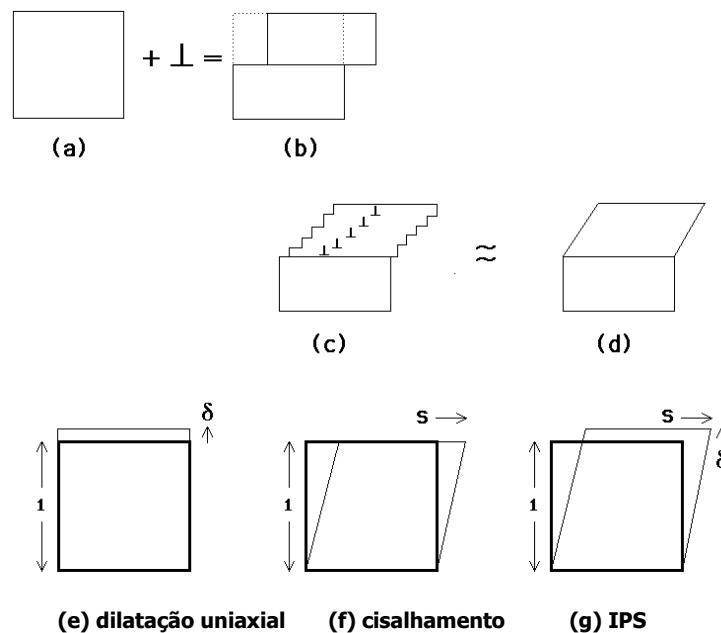 + ⊥ =
(a)
(b)
⊥ ⊥ ⊥ ⊥ ⊥
≈
(c)
(d)
δ
S
S
δ
1
1
1
(e) dilatação uniaxial
(f) cisalhamento
(g) IPS